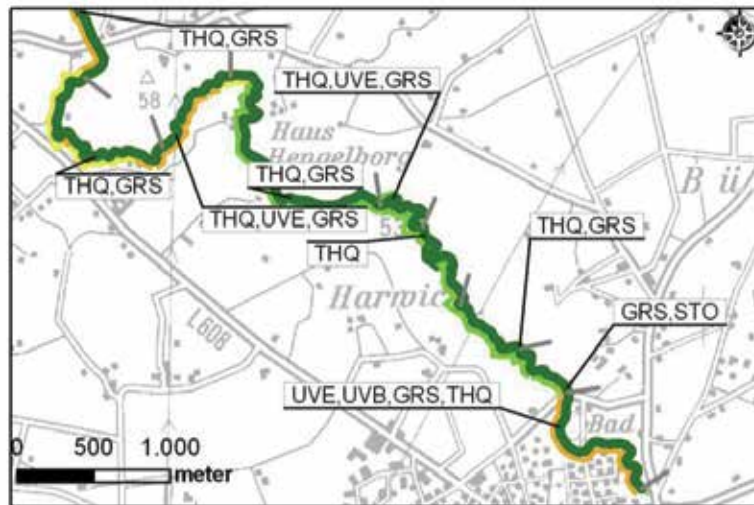 THQ,GRS
THQ,UVE,GRS
58
Haus
THQ,GRS
THQ,GRS
THQ,UVE,GRS
THQ,GRS
THQ
L608
GRS,STO
UVE,UVB,GRS,THQ
Bad
0 500 1.000
meter